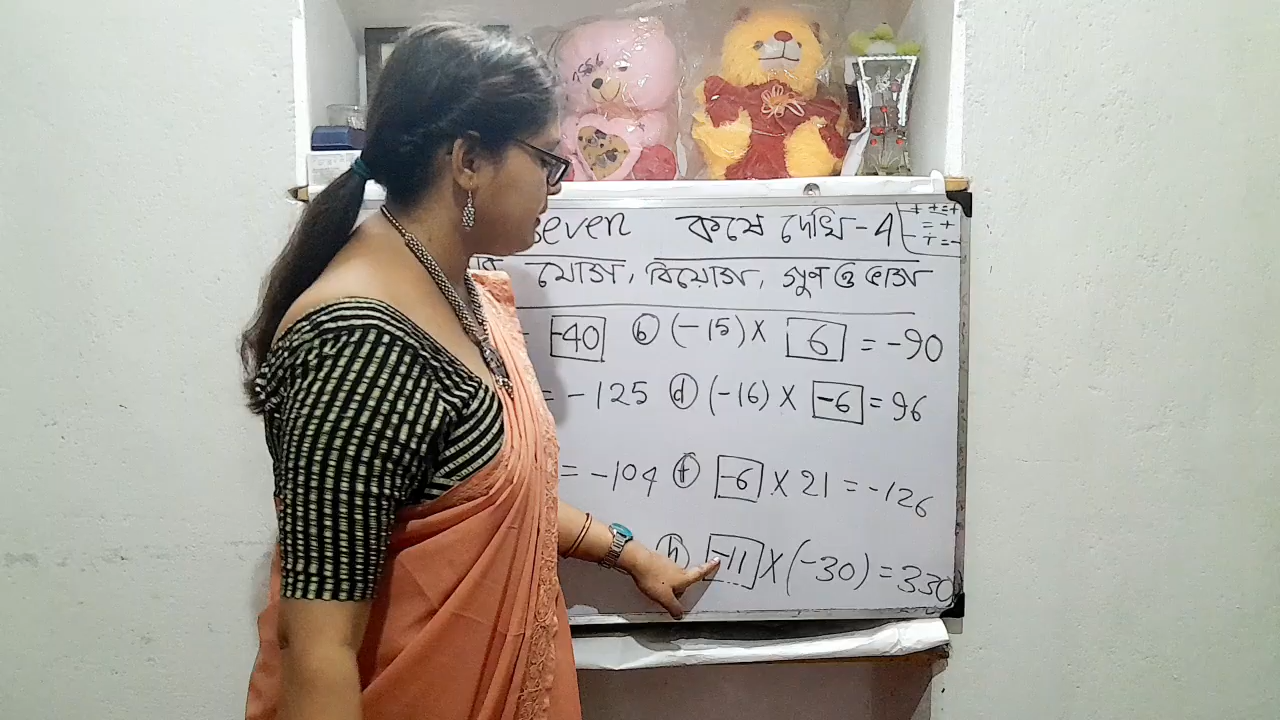 seven কষে দেখি - 4
+ + = +
- - = +
- + = -
যোগ, বিয়োগ, গুণ ও ভাগ
-40 ⓑ (-15) × 6 = -90
= -125 ⓓ (-16) × -6 = 96
= -104 ⓕ -6 × 21 = -126
ⓗ -11 × (-30) = 330